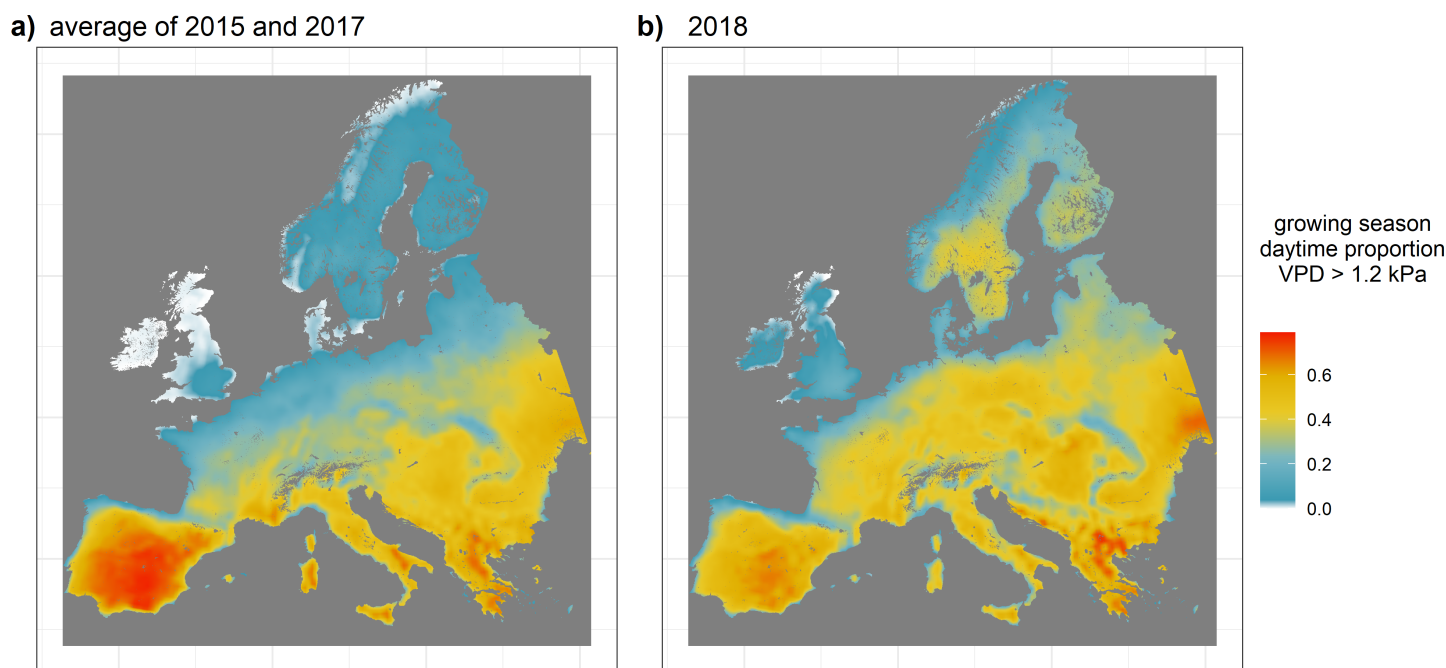 a) average of 2015 and 2017
b) 2018
growing season
daytime proportion
VPD > 1.2 kPa
0.6
0.4
0.2
0.0